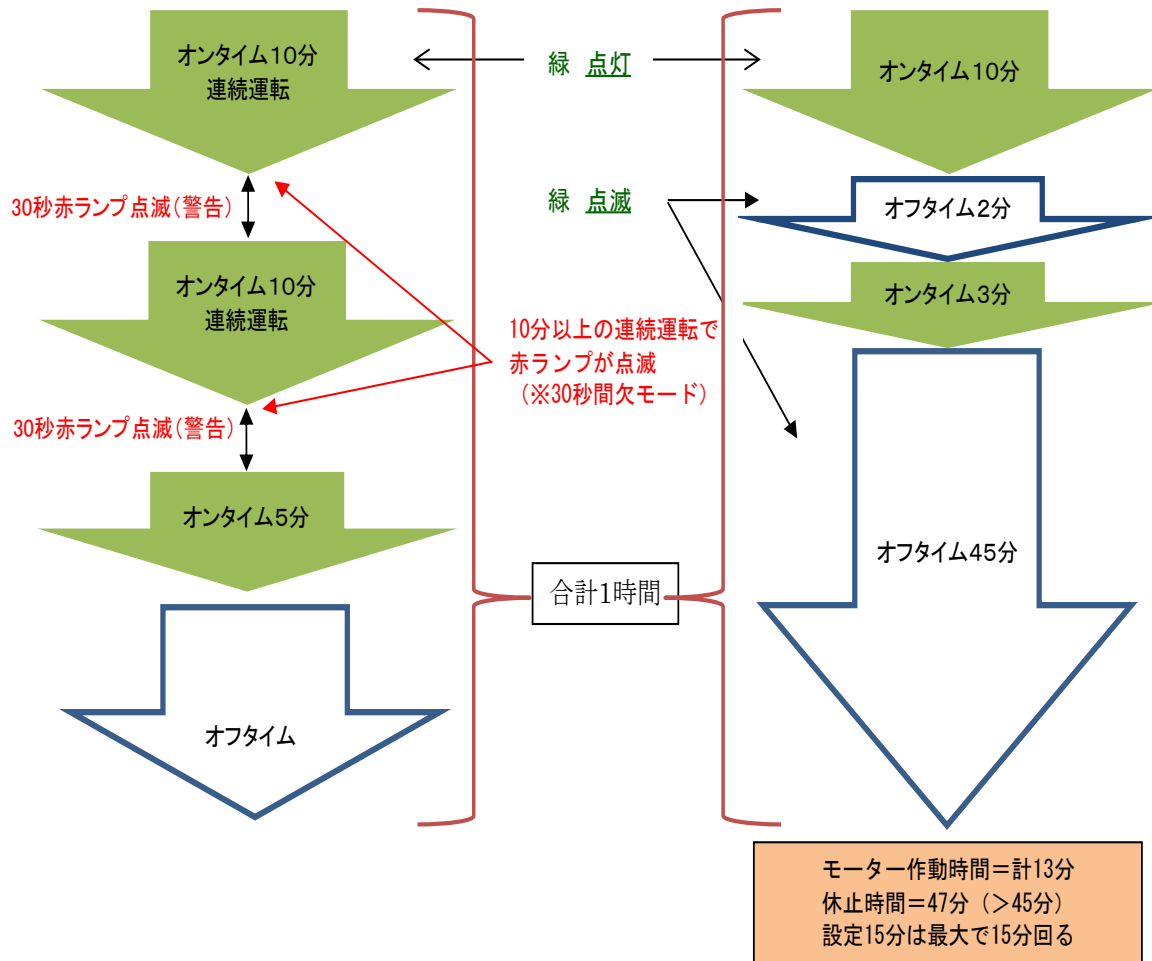 オンタイム10分
連続運転
30秒赤ランプ点滅(警告)
オンタイム10分
連続運転
30秒赤ランプ点滅(警告)
オンタイム5分
オフタイム
緑 点灯
緑 点滅
10分以上の連続運転で
赤ランプが点滅
(※30秒間欠モード)
合計1時間
オンタイム10分
オフタイム2分
オンタイム3分
オフタイム45分
モーター作動時間=計13分
休止時間=47分(>45分)
設定15分は最大で15分回る